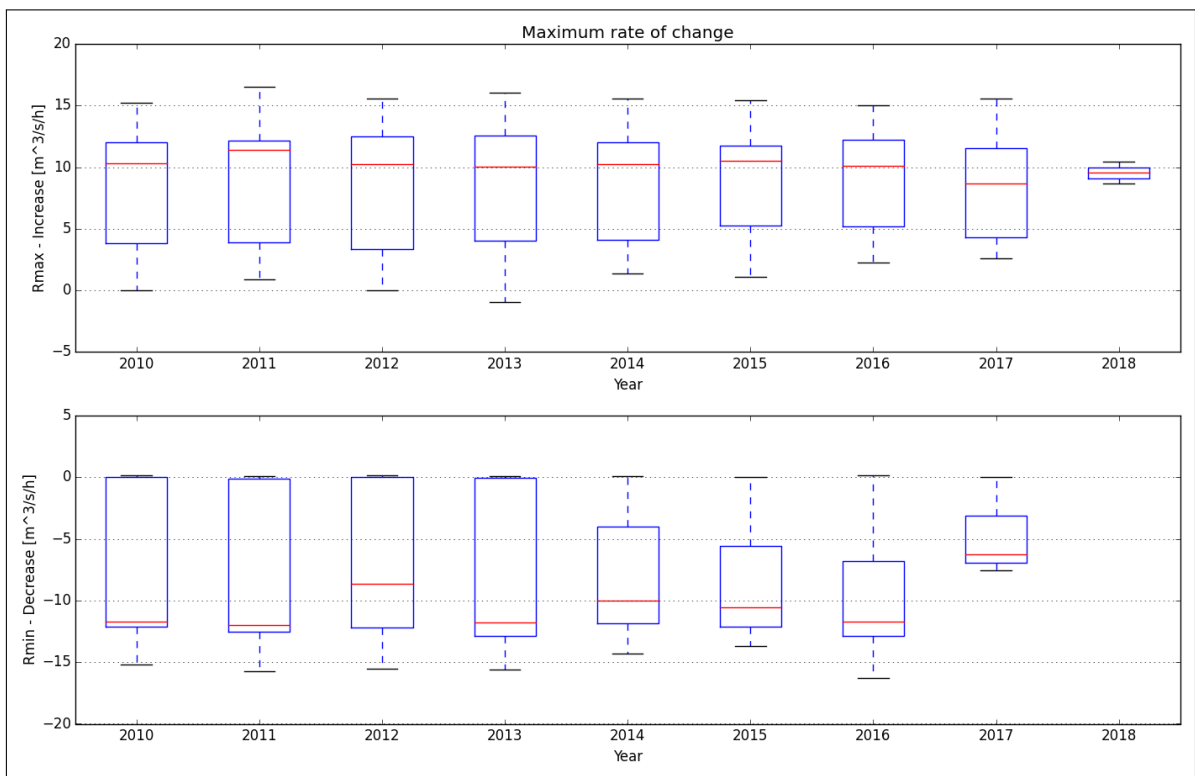 Maximum rate of change
Rmax - Increase [m^3/s/h]
20
15
10
5
0
−5
2010 2011 2012 2013 2014 2015 2016 2017 2018
Year
Rmin - Decrease [m^3/s/h]
5
0
−5
−10
−15
−20
2010 2011 2012 2013 2014 2015 2016 2017 2018
Year